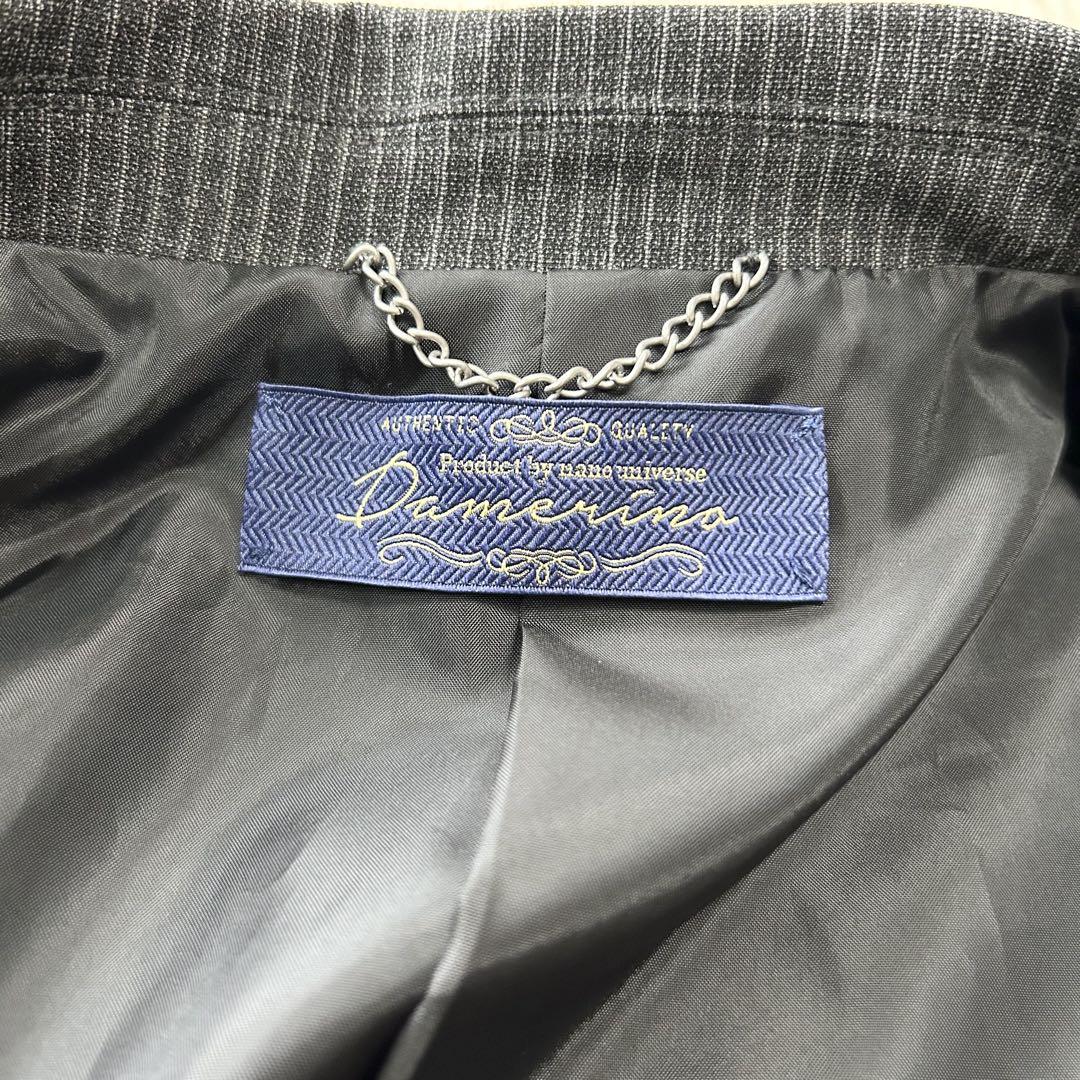 AUTHENTIC QUALITY
Product by nano universe
Damerino